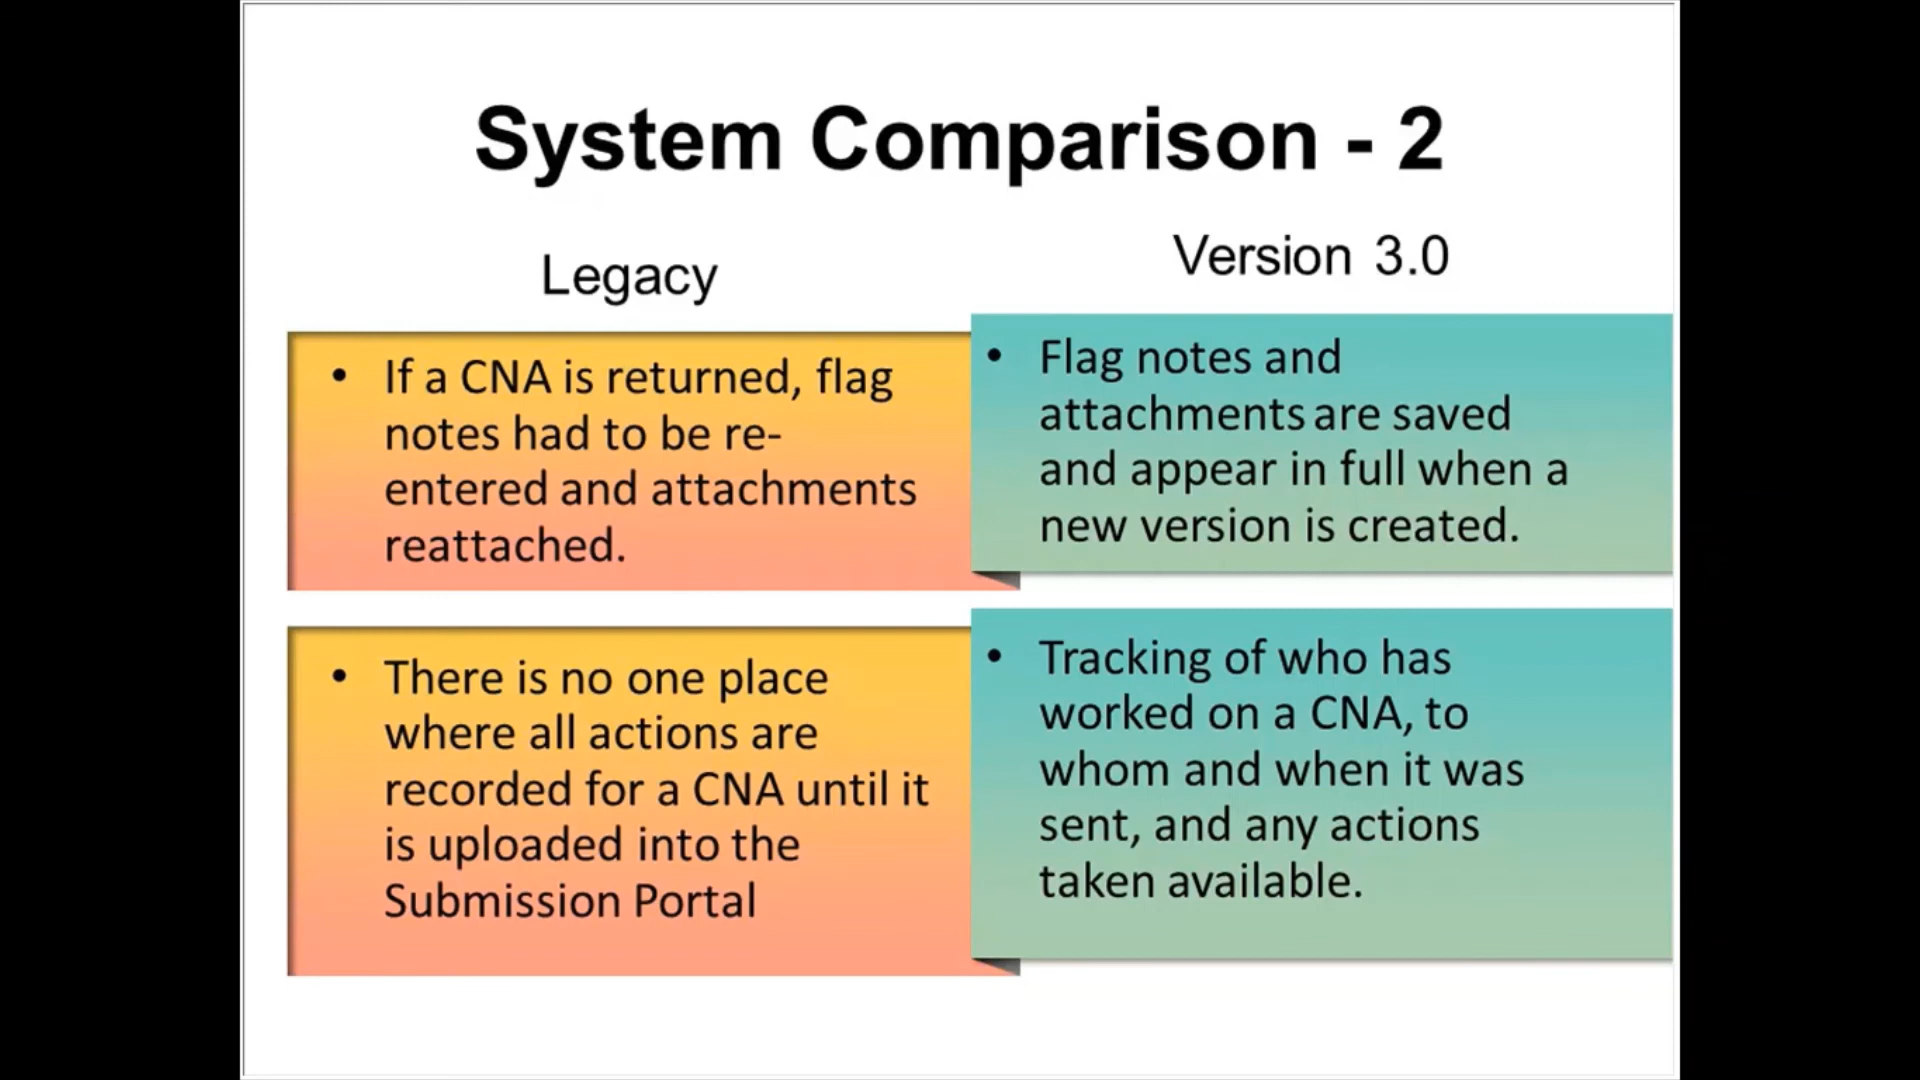 System Comparison - 2
Legacy
Version 3.0
• If a CNA is returned, flag
notes had to be re-
entered and attachments
reattached.
• Flag notes and
attachments are saved
and appear in full when a
new version is created.
• There is no one place
where all actions are
recorded for a CNA until it
is uploaded into the
Submission Portal
• Tracking of who has
worked on a CNA, to
whom and when it was
sent, and any actions
taken available.